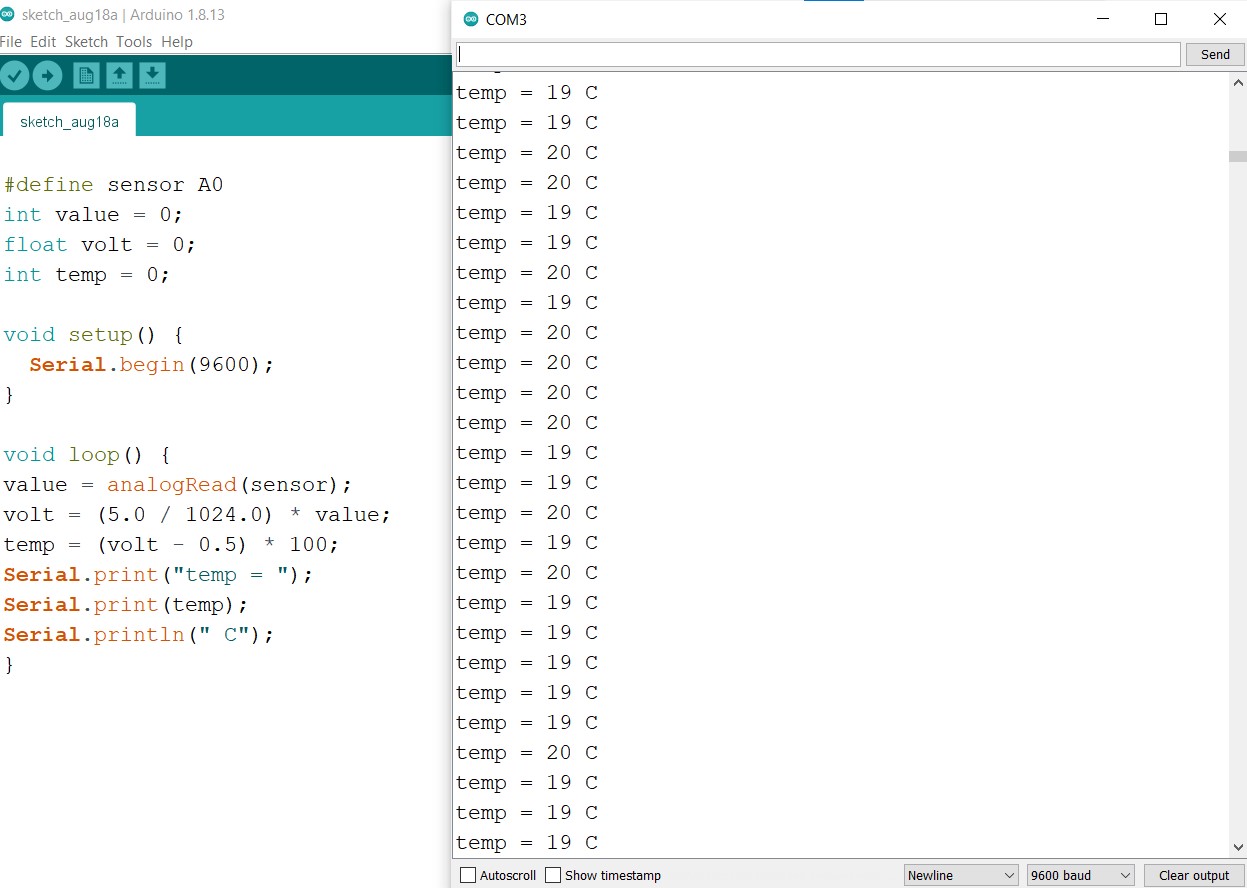 sketch_aug18a | Arduino 1.8.13
File Edit Sketch Tools Help
sketch_aug18a
#define sensor A0
int value = 0;
float volt = 0;
int temp = 0;
void setup() {
Serial.begin(9600);
}
void loop() {
value = analogRead(sensor);
volt = (5.0 / 1024.0) * value;
temp = (volt - 0.5) * 100;
Serial.print("temp = ");
Serial.print(temp);
Serial.println(" C");
}
COM3
Send
temp = 19 C
temp = 19 C
temp = 20 C
temp = 20 C
temp = 19 C
temp = 19 C
temp = 20 C
temp = 19 C
temp = 20 C
temp = 20 C
temp = 20 C
temp = 20 C
temp = 19 C
temp = 19 C
temp = 20 C
temp = 19 C
temp = 20 C
temp = 19 C
temp = 19 C
temp = 19 C
temp = 19 C
temp = 19 C
temp = 20 C
temp = 19 C
temp = 19 C
temp = 19 C
Autoscroll Show timestamp Newline 9600 baud Clear output